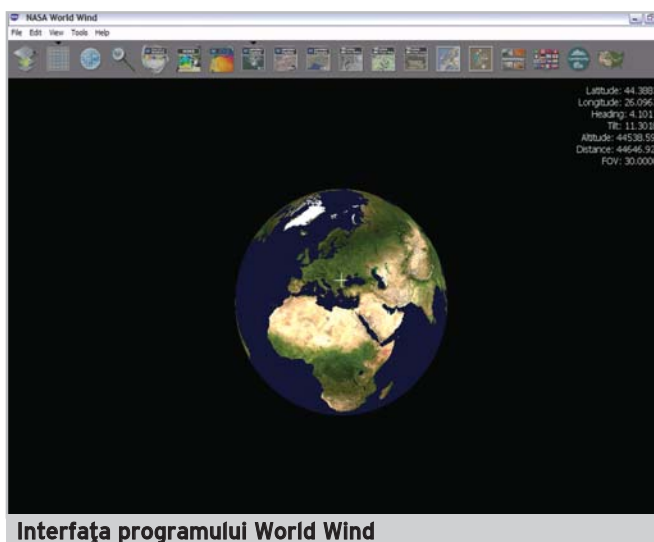 NASA World Wind
File Edit View Tools Help
Latitude: 44.388
Longitude: 26.096
Heading: 4.101
Tilt: 11.301
Altitude: 44538.59
Distance: 44646.92
FOV: 30.000
Interfaţa programului World Wind